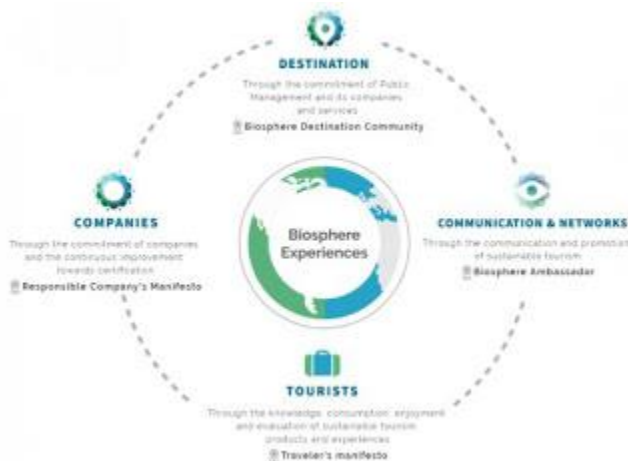 DESTINATION
Through the commitment of Public
Management and its companies
and services
Biosphere Destination Community
COMPANIES
Through the commitment of companies
and the continuous improvement
towards certification
Responsible Company's Manifesto
Biosphere
Experiences
COMMUNICATION & NETWORKS
Through the communication and promotion
of sustainable tourism
Biosphere Ambassador
TOURISTS
Through the knowledge, consumption, enjoyment
and evaluation of sustainable tourism
products and experiences
Traveler's manifesto